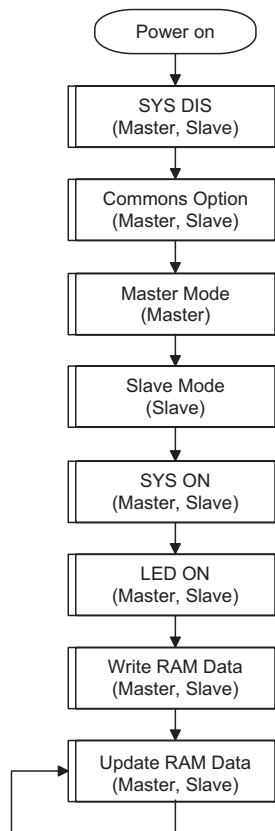 Power on
SYS DIS
(Master, Slave)
Commons Option
(Master, Slave)
Master Mode
(Master)
Slave Mode
(Slave)
SYS ON
(Master, Slave)
LED ON
(Master, Slave)
Write RAM Data
(Master, Slave)
Update RAM Data
(Master, Slave)